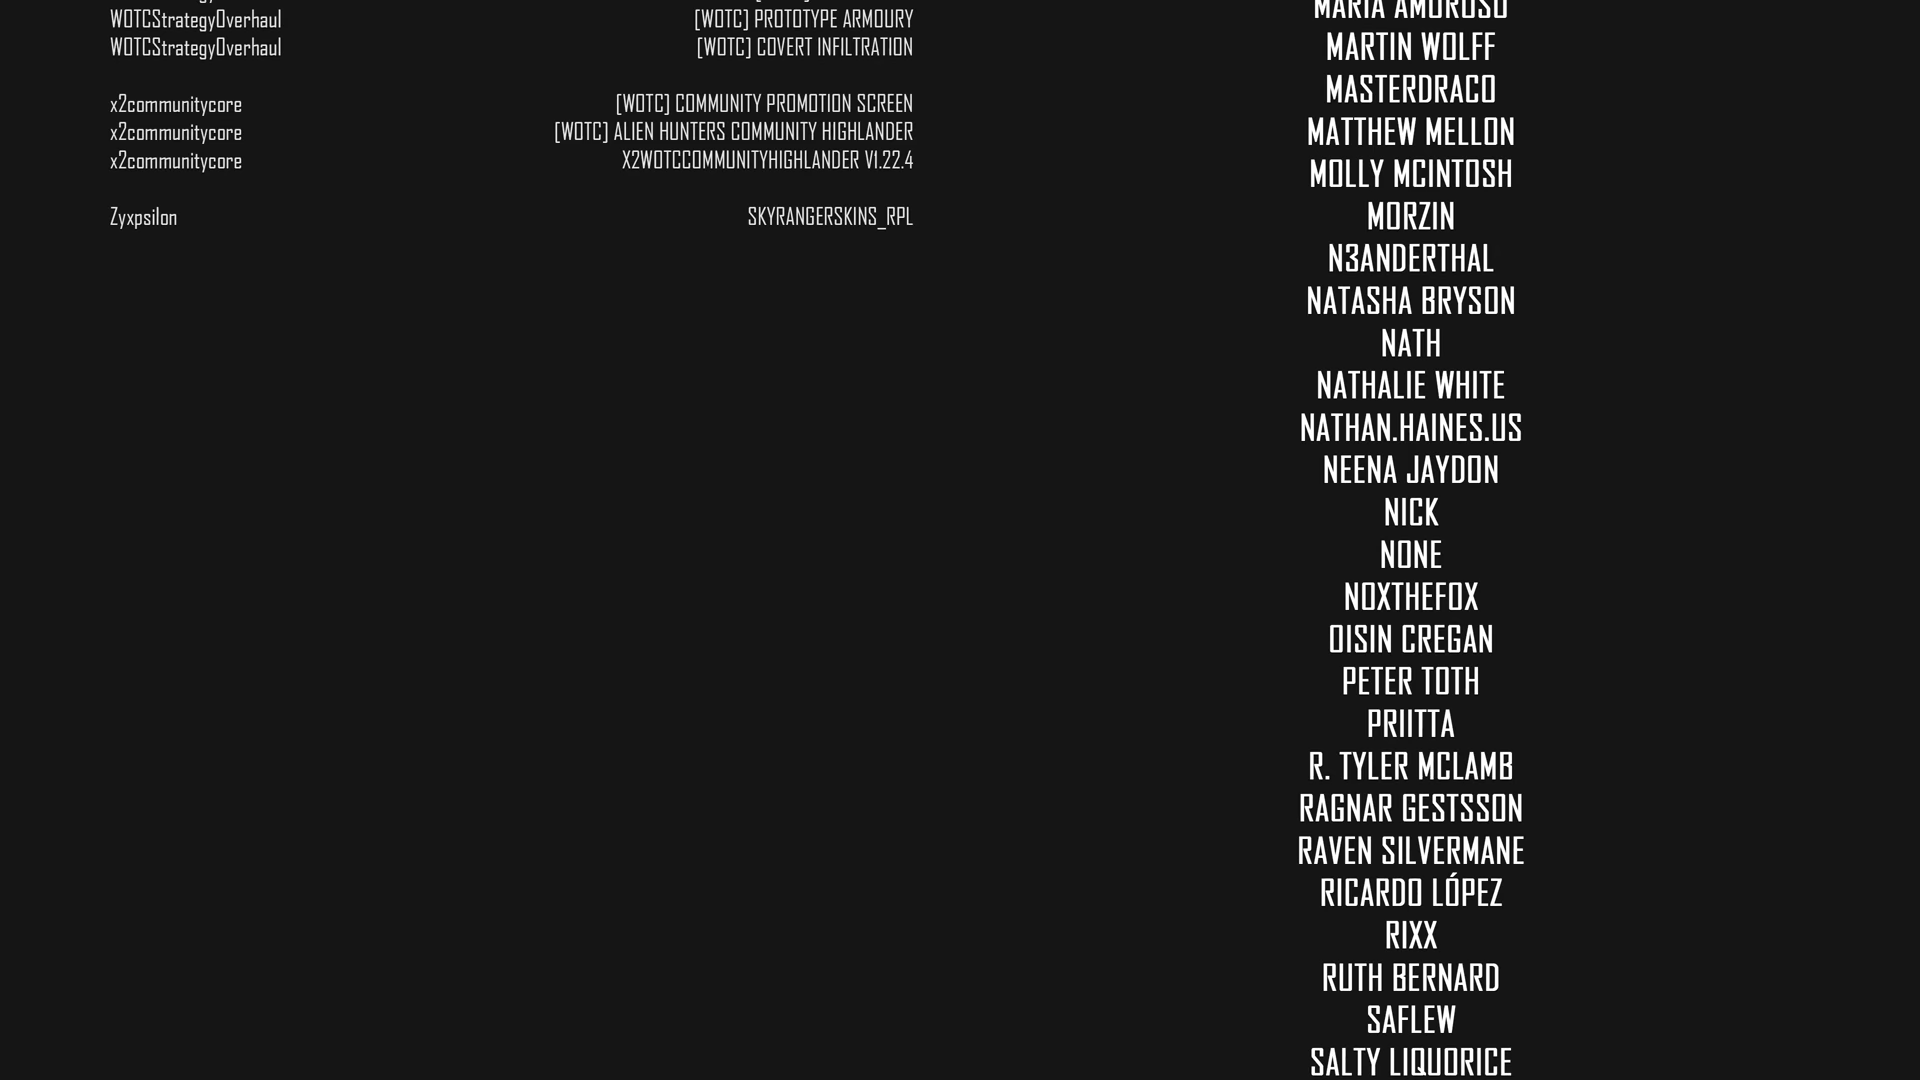 WOTCStrategyOverhaul [WOTC] PROTOTYPE ARMOURY
WOTCStrategyOverhaul [WOTC] COVERT INFILTRATION
x2communitycore [WOTC] COMMUNITY PROMOTION SCREEN
x2communitycore [WOTC] ALIEN HUNTERS COMMUNITY HIGHLANDER
x2communitycore X2WOTCCOMMUNITYHIGHLANDER V1.22.4
Zyxpsilon SKYRANGERSKINS_RPL
MARIA AMOROSO
MARTIN WOLFF
MASTERDRACO
MATTHEW MELLON
MOLLY MCINTOSH
MORZIN
N3ANDERTHAL
NATASHA BRYSON
NATH
NATHALIE WHITE
NATHAN.HAINES.US
NEENA JAYDON
NICK
NONE
NOXTHEFOX
OISIN CREGAN
PETER TOTH
PRIITTA
R. TYLER MCLAMB
RAGNAR GESTSSON
RAVEN SILVERMANE
RICARDO LÓPEZ
RIXX
RUTH BERNARD
SAFLEW
SALTY LIQUORICE